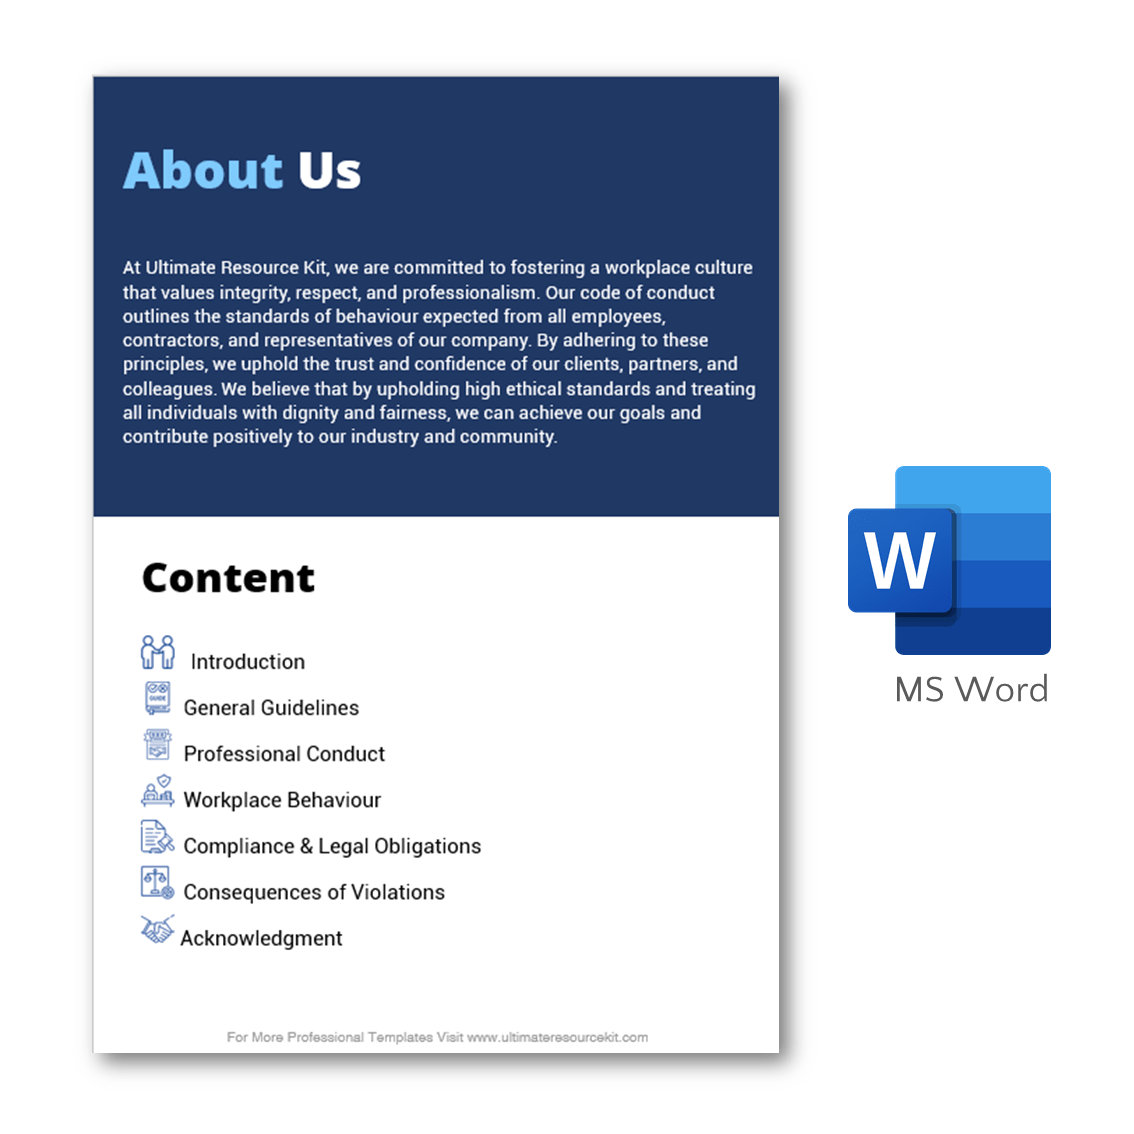 About Us
At Ultimate Resource Kit, we are committed to fostering a workplace culture
that values integrity, respect, and professionalism. Our code of conduct
outlines the standards of behaviour expected from all employees,
contractors, and representatives of our company. By adhering to these
principles, we uphold the trust and confidence of our clients, partners, and
colleagues. We believe that by upholding high ethical standards and treating
all individuals with dignity and fairness, we can achieve our goals and
contribute positively to our industry and community.
Content
Introduction
GUIDE
General Guidelines
Professional Conduct
Workplace Behaviour
Compliance & Legal Obligations
Consequences of Violations
Acknowledgment
For More Professional Templates Visit www.ultimateresourcekit.com
W
MS Word